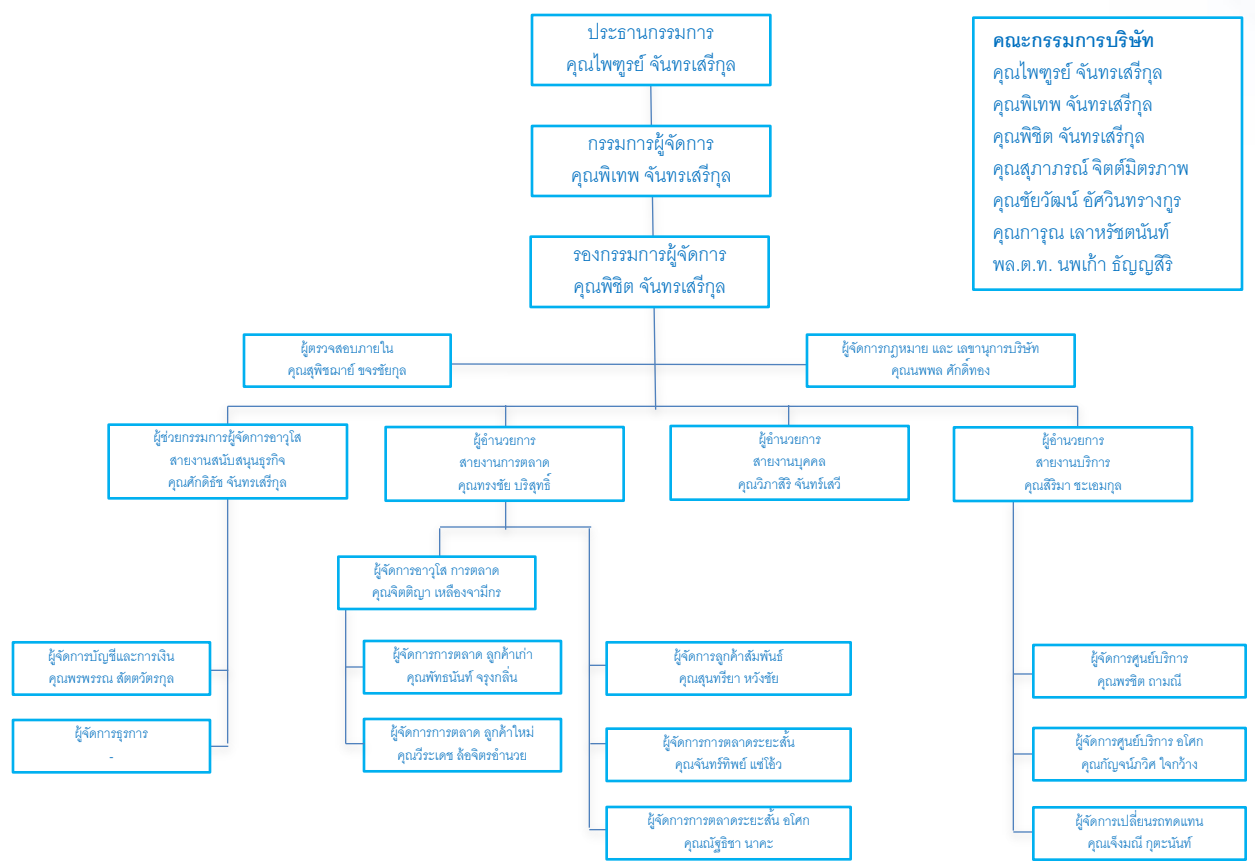 ประธานกรรมการ
คุณไพฑูรย์ จันทรเสรีกุล
กรรมการผู้จัดการ
คุณพิเทพ จันทรเสรีกุล
รองกรรมการผู้จัดการ
คุณพิชิต จันทรเสรีกุล
คณะกรรมการบริษัท
คุณไพฑูรย์ จันทรเสรีกุล
คุณพิเทพ จันทรเสรีกุล
คุณพิชิต จันทรเสรีกุล
คุณสุภาภรณ์ จิตต์มิตรภาพ
คุณชัยวัฒน์ อัศวินทรางกูร
คุณการุณ เลาหรัชตนันท์
พล.ต.ท. นพเก้า ธัญญสิริ
ผู้ตรวจสอบภายใน
คุณสุพิชฌาย์ ขจรชัยกุล
ผู้จัดการกฎหมาย และ เลขานุการบริษัท
คุณนพพล ศักดิ์ทอง
ผู้ช่วยกรรมการผู้จัดการอาวุโส
สายงานสนับสนุนธุรกิจ
คุณศักดิธัช จันทรเสรีกุล
ผู้อำนวยการ
สายงานการตลาด
คุณทรงชัย บริสุทธิ์
ผู้อำนวยการ
สายงานบุคคล
คุณวิภาสิริ จันทร์เสวี
ผู้อำนวยการ
สายงานบริการ
คุณสิริมา ชะเอมกุล
ผู้จัดการอาวุโส การตลาด
คุณจิตติญา เหลืองจามีกร
ผู้จัดการบัญชีและการเงิน
คุณพรพรรณ สัตตวัตรกุล
ผู้จัดการธุรการ
-
ผู้จัดการการตลาด ลูกค้าเก่า
คุณพัทธนันท์ จรุงกลิ่น
ผู้จัดการการตลาด ลูกค้าใหม่
คุณวีระเดช ล้อจิตรอำนวย
ผู้จัดการลูกค้าสัมพันธ์
คุณสุนทรียา หวังชัย
ผู้จัดการการตลาดระยะสั้น
คุณจันทร์ทิพย์ แซ่โอ้ว
ผู้จัดการการตลาดระยะสั้น อโศก
คุณณัฐธิชา นาคะ
ผู้จัดการศูนย์บริการ
คุณพรชิต ถามณี
ผู้จัดการศูนย์บริการ อโศก
คุณกัญจน์ภวิศ ใจกว้าง
ผู้จัดการเปลี่ยนรถทดแทน
คุณเจ็งมณี กุตะนันท์